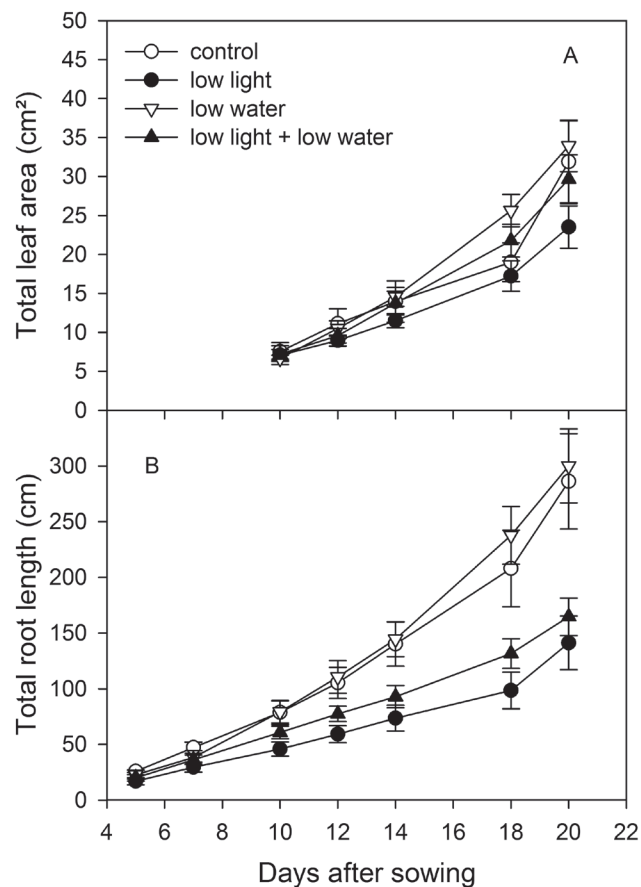 50
45
40
35
30
25
20
15
10
5
0
Total leaf area (cm²)
control
low light
low water
low light + low water
A
300
250
200
150
100
50
0
Total root length (cm)
B
4 6 8 10 12 14 16 18 20 22
Days after sowing